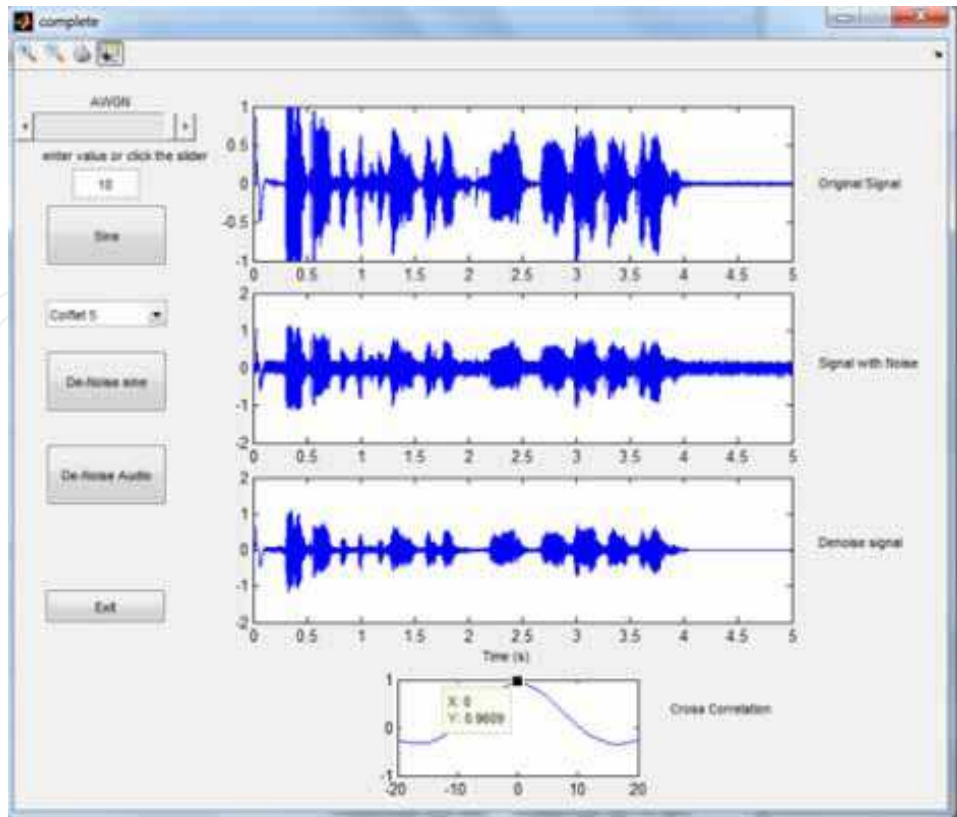 complete
AWGN
enter value or click the slider
10
Sine
Coiflet 5
De-Noise sine
De-Noise Audio
Exit
1
0.5
0
-0.5
-1
0 0.5 1 1.5 2 2.5 3 3.5 4 4.5 5
Original Signal
2
1
0
-1
-2
0 0.5 1 1.5 2 2.5 3 3.5 4 4.5 5
Signal with Noise
2
1
0
-1
-2
0 0.5 1 1.5 2 2.5 3 3.5 4 4.5 5
Time (s)
Denoise signal
1
0
-1
-20 -10 0 10 20
X: 0
Y: 0.9609
Cross Correlation